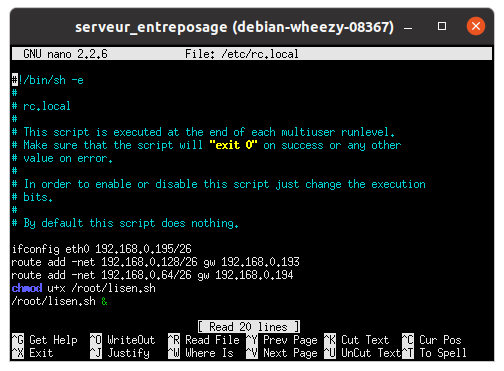 serveur_entreposage (debian-wheezy-08367)
GNU nano 2.2.6 File: /etc/rc.local
#!/bin/sh -e
#
# rc.local
#
# This script is executed at the end of each multiuser runlevel.
# Make sure that the script will "exit 0" on success or any other
# value on error.
#
# In order to enable or disable this script just change the execution
# bits.
#
# By default this script does nothing.
ifconfig eth0 192.168.0.195/26
route add -net 192.168.0.128/26 gw 192.168.0.193
route add -net 192.168.0.64/26 gw 192.168.0.194
chmod u+x /root/lisen.sh
/root/lisen.sh &
[ Read 20 lines ]
^G Get Help ^O WriteOut ^R Read File ^Y Prev Page ^K Cut Text ^C Cur Pos
^X Exit ^J Justify ^W Where Is ^V Next Page ^U UnCut Text^T To Spell